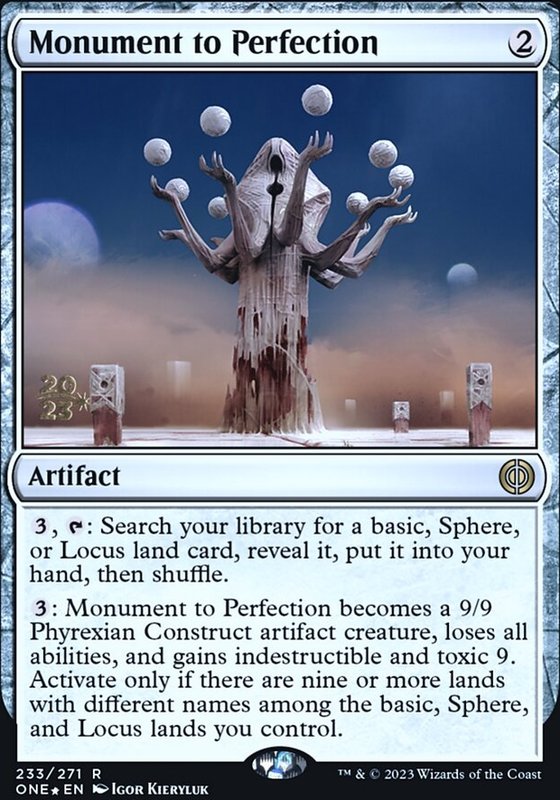 Monument to Perfection 2
20
23
Artifact
3, T: Search your library for a basic, Sphere,
or Locus land card, reveal it, put it into your
hand, then shuffle.
3: Monument to Perfection becomes a 9/9
Phyrexian Construct artifact creature, loses all
abilities, and gains indestructible and toxic 9.
Activate only if there are nine or more lands
with different names among the basic, Sphere,
and Locus lands you control.
233/271 R
ONE★EN Igor Kieryluk
™ & © 2023 Wizards of the Coast